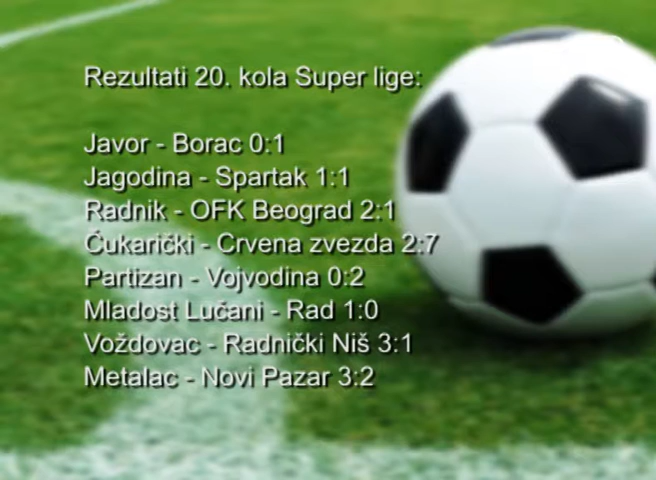 Rezultati 20. kola Super lige:
Javor - Borac 0:1
Jagodina - Spartak 1:1
Radnik - OFK Beograd 2:1
Čukarički - Crvena zvezda 2:7
Partizan - Vojvodina 0:2
Mladost Lučani - Rad 1:0
Voždovac - Radnički Niš 3:1
Metalac - Novi Pazar 3:2